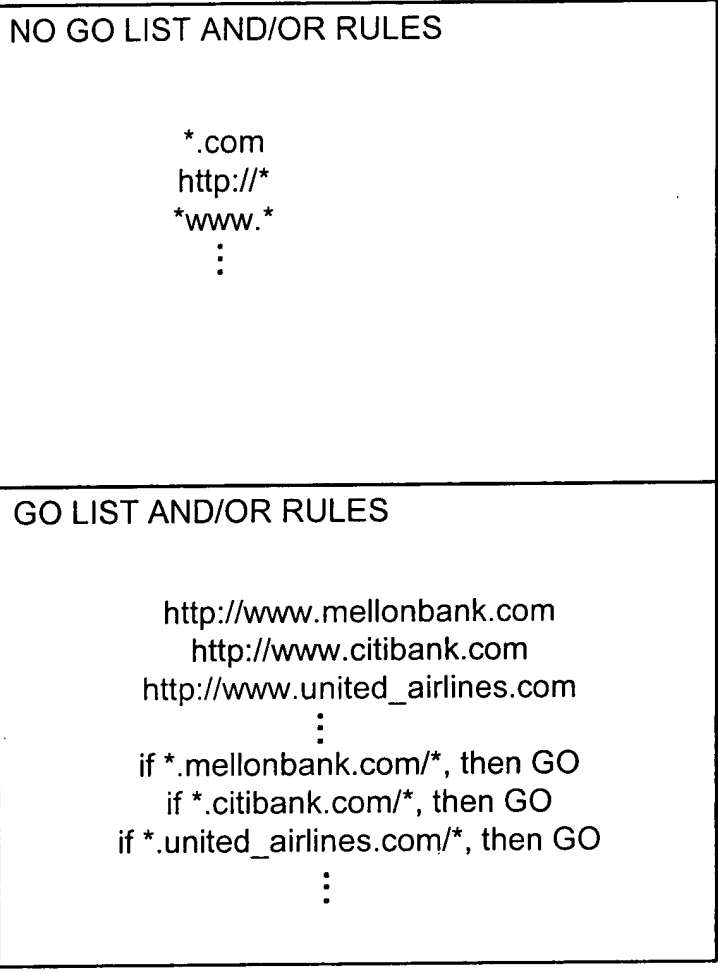 NO GO LIST AND/OR RULES
*.com
http://*
*www.*
⋮
GO LIST AND/OR RULES
http://www.mellonbank.com
http://www.citibank.com
http://www.united_airlines.com
⋮
if *.mellonbank.com/*, then GO
if *.citibank.com/*, then GO
if *.united_airlines.com/*, then GO
⋮